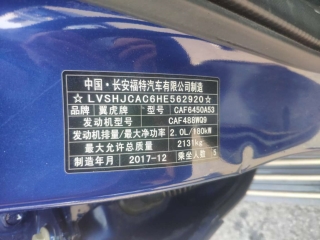 中国·长安福特汽车有限公司制造
☆LVSHJCAC6HE562920☆
品牌 翼虎牌 型号 CAF6450A53
发动机型号 CAF488WQ9
发动机排量/最大净功率 2.0L/180kW
最大允许总质量 2131kg
制造年月 2017-12 乘坐人数 5